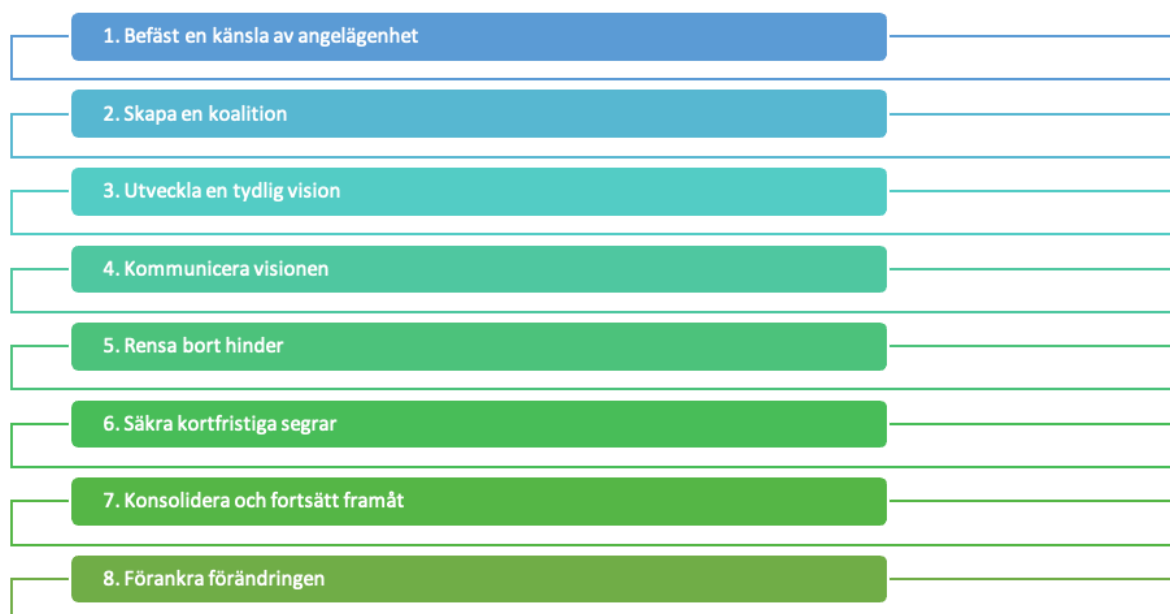 1. Befäst en känsla av angelägenhet
2. Skapa en koalition
3. Utveckla en tydlig vision
4. Kommunicera visionen
5. Rensa bort hinder
6. Säkra kortfristiga segrar
7. Konsolidera och fortsätt framåt
8. Förankra förändringen